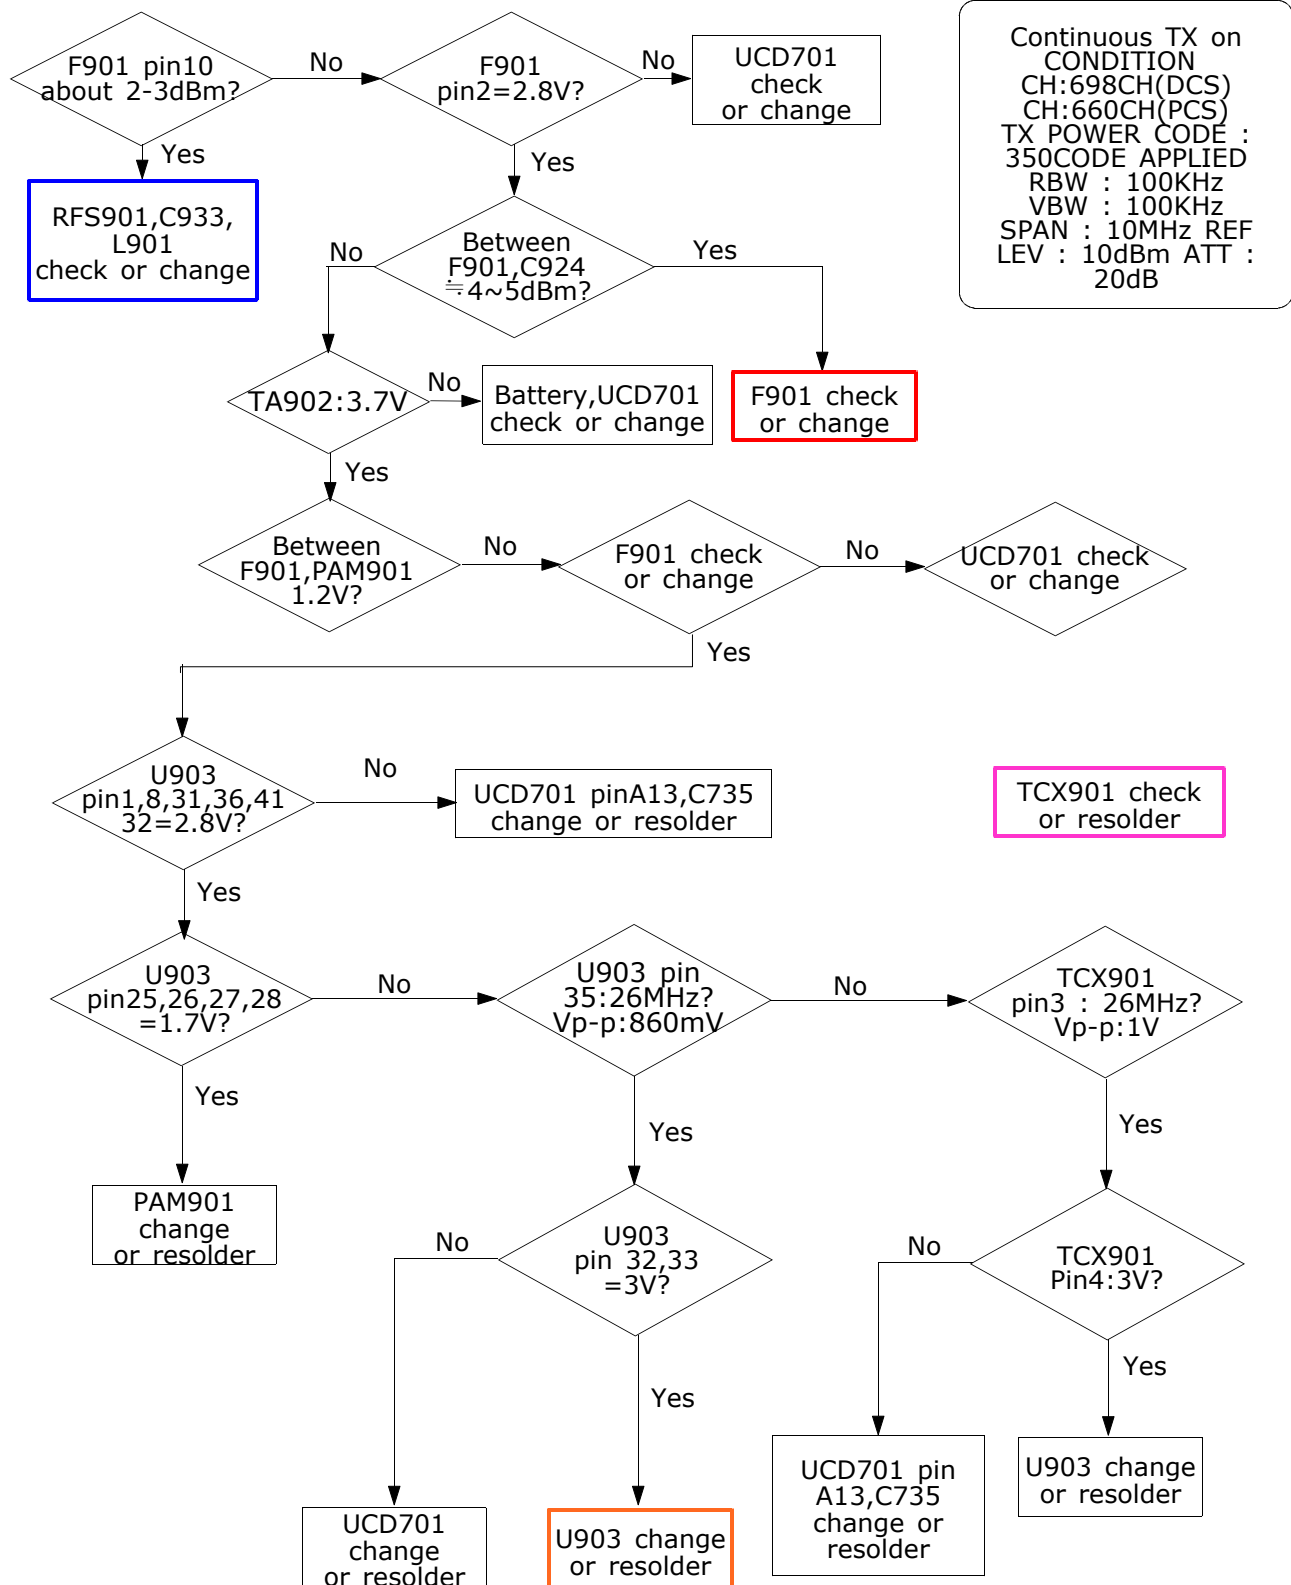 F901 pin10
about 2-3dBm?
No
F901
pin2=2.8V?
No
UCD701
check
or change
Continuous TX on
CONDITION
CH:698CH(DCS)
CH:660CH(PCS)
TX POWER CODE :
350CODE APPLIED
RBW : 100KHz
VBW : 100KHz
SPAN : 10MHz REF
LEV : 10dBm ATT :
20dB
Yes
Yes
RFS901,C933,
L901
check or change
No
Between
F901,C924
≒4~5dBm?
Yes
TA902:3.7V
No
Battery,UCD701
check or change
F901 check
or change
Yes
Between
F901,PAM901
1.2V?
No
F901 check
or change
No
UCD701 check
or change
Yes
U903
pin1,8,31,36,41
32=2.8V?
No
UCD701 pinA13,C735
change or resolder
TCX901 check
or resolder
Yes
U903
pin25,26,27,28
=1.7V?
No
U903 pin
35:26MHz?
Vp-p:860mV
No
TCX901
pin3 : 26MHz?
Vp-p:1V
Yes
Yes
Yes
PAM901
change
or resolder
No
U903
pin 32,33
=3V?
No
TCX901
Pin4:3V?
Yes
Yes
UCD701
change
or resolder
U903 change
or resolder
UCD701 pin
A13,C735
change or
resolder
U903 change
or resolder